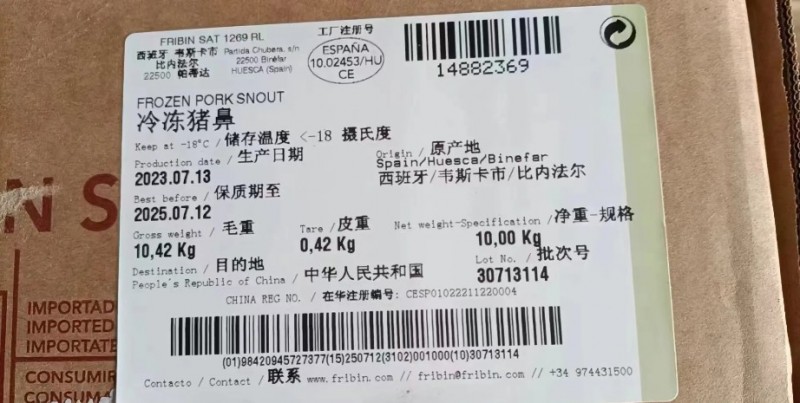 FRIBIN SAT 1269 RL
西班牙 韦斯卡市 Partida Chubera, s/n
比内法尔 22500 Binéfar
22500 帕蒂达 HUESCA (Spain)
工厂注册号
ESPAÑA
10.02453/HU
CE
14882369
FROZEN PORK SNOUT
冷冻猪鼻
Keep at -18°C / 储存温度 <-18 摄氏度
Production date / 生产日期
2023.07.13
Origin / 原产地
Spain/Huesca/Binefar
西班牙/韦斯卡市/比内法尔
Best before / 保质期至
2025.07.12
Gross weight / 毛重 Tare / 皮重 Net weight-Specification / 净重-规格
10,42 Kg 0,42 Kg 10,00 Kg
Destination / 目的地 Lot No. / 批次号
People's Republic of China / 中华人民共和国 30713114
CHINA REG NO. / 在华注册编号: CESP01022211220004
(01)98420945727377(15)250712(3102)001000(10)30713114
Contacto / Contact / 联系 www.fribin.com // fribin@fribin.com // +34 974431500
N S
IMPORTAD
IMPORTED
IMPORTATE
CONSUMIR
CONSUMA